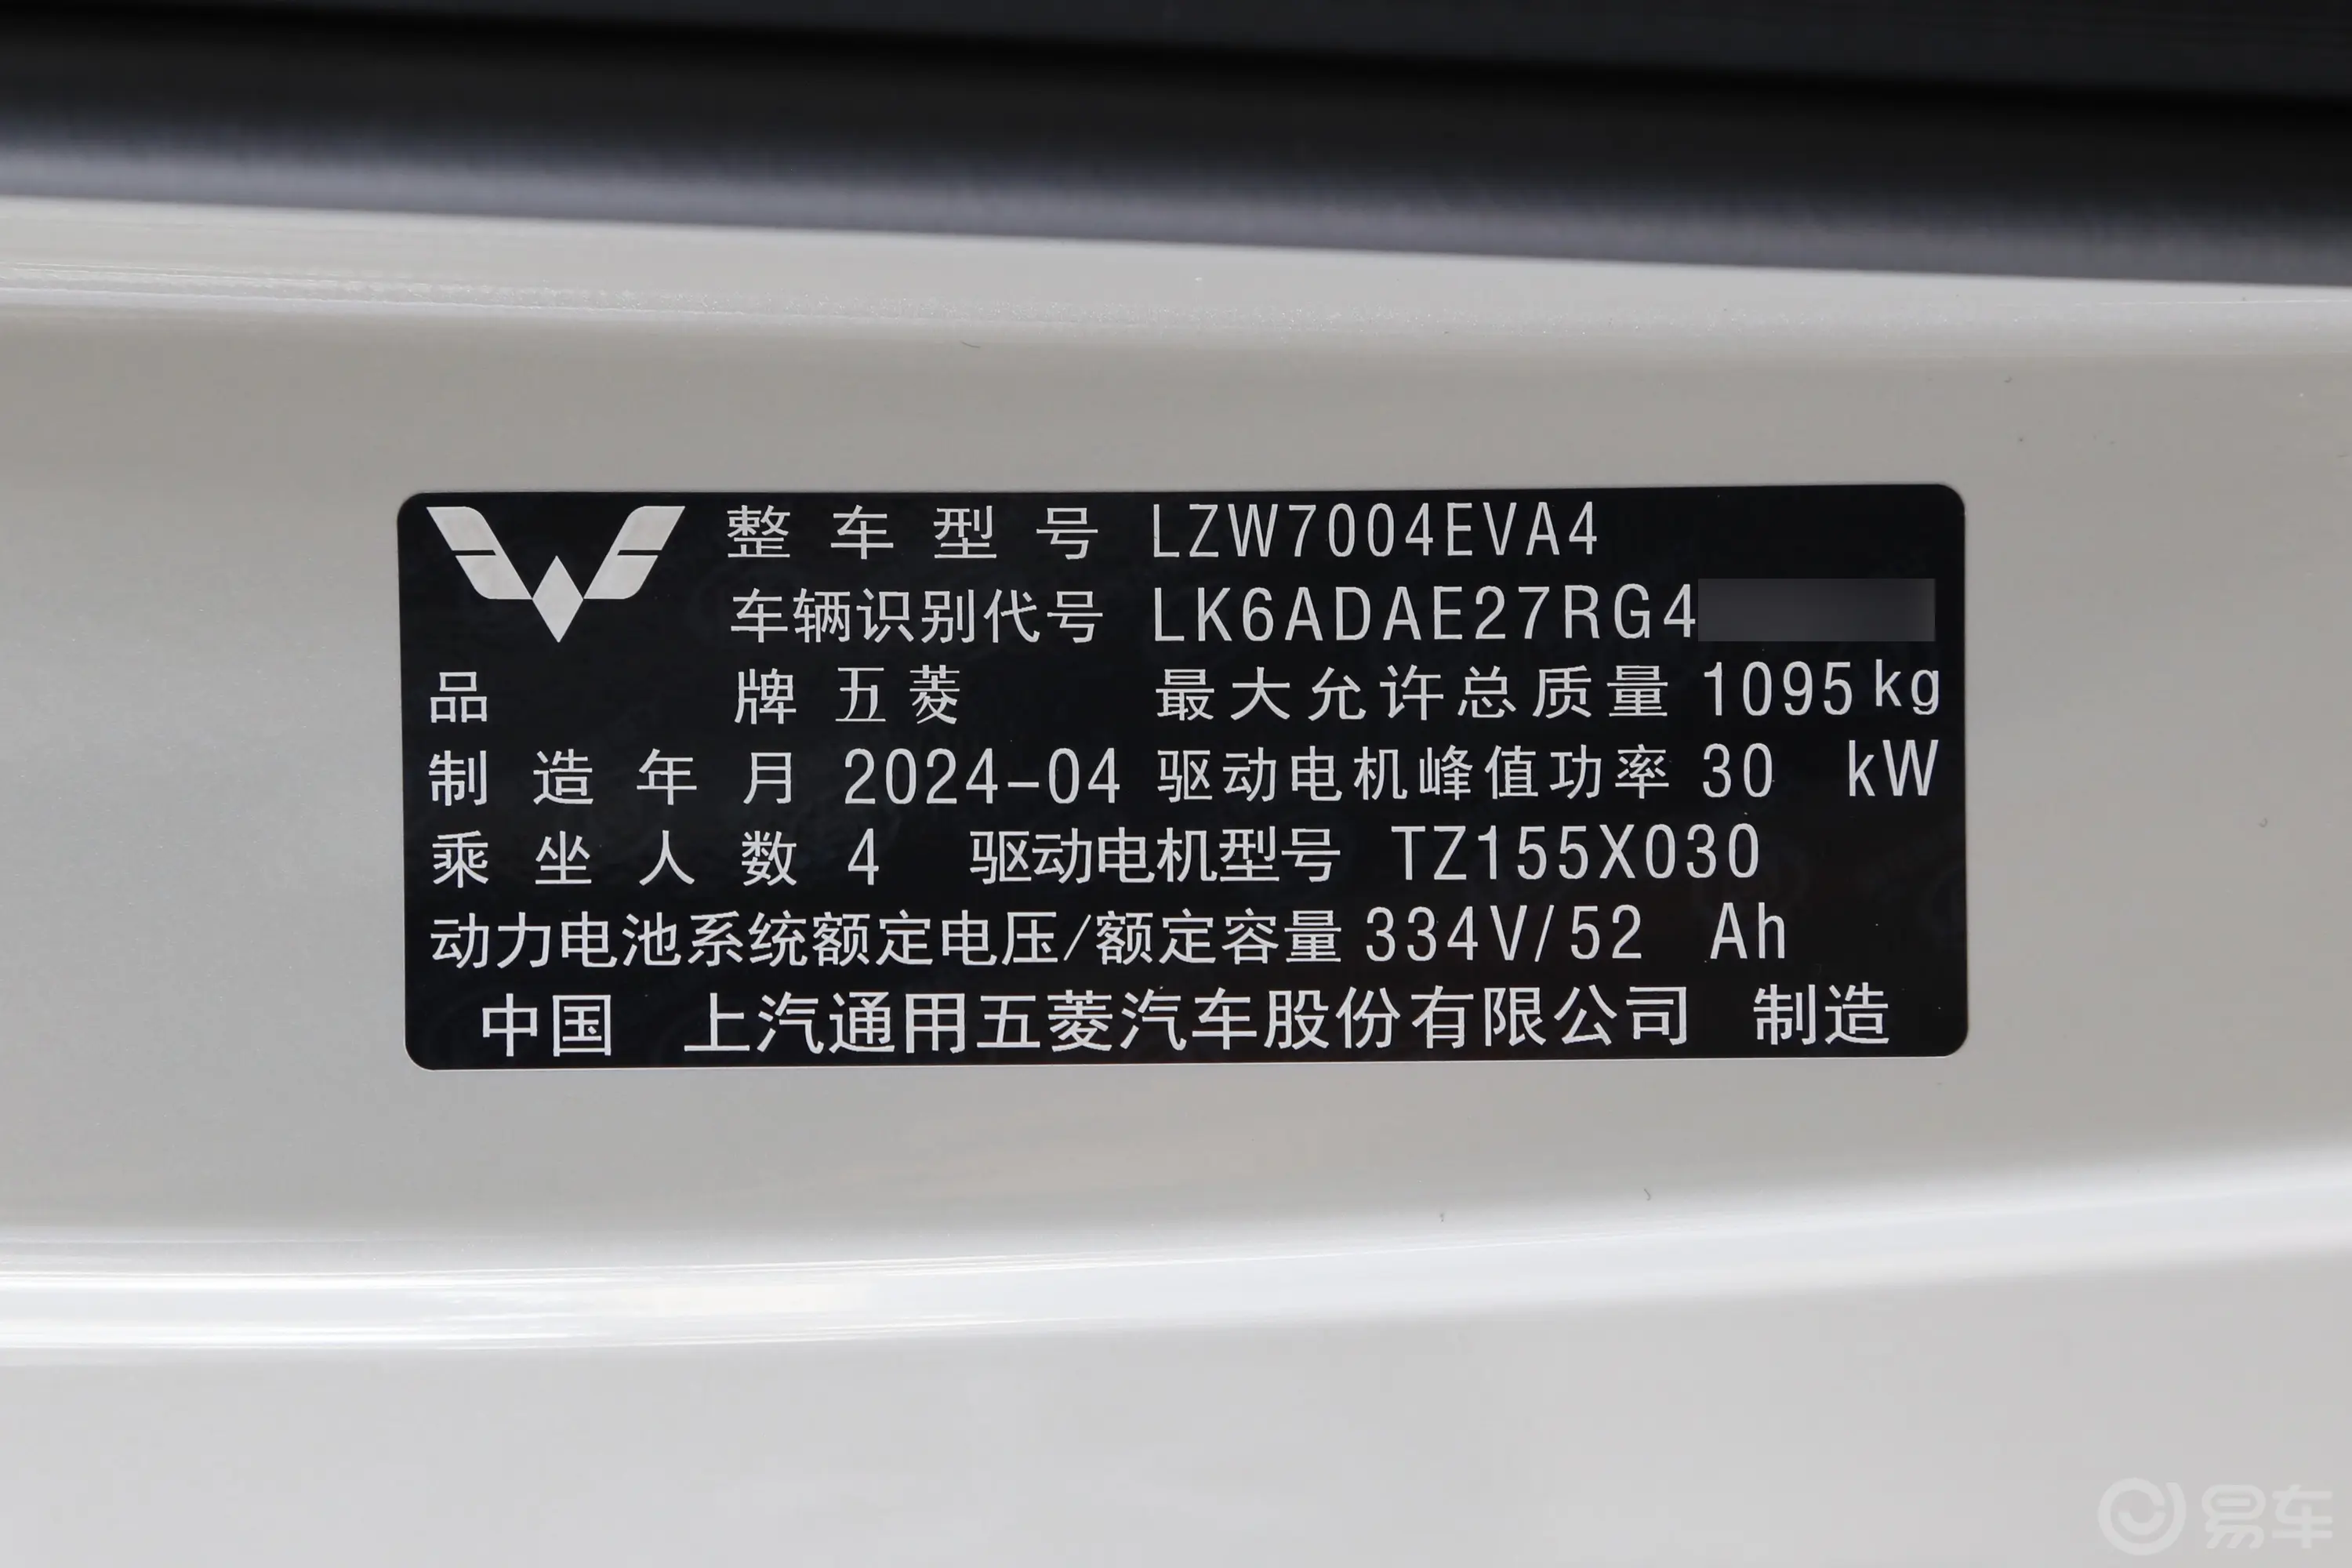 整车型号 LZW7004EVA4
车辆识别代号 LK6ADAE27RG4
品牌 五菱 最大允许总质量 1095kg
制造年月 2024-04 驱动电机峰值功率 30 kW
乘坐人数 4 驱动电机型号 TZ155X030
动力电池系统额定电压/额定容量 334V/52 Ah
中国 上汽通用五菱汽车股份有限公司 制造
易车